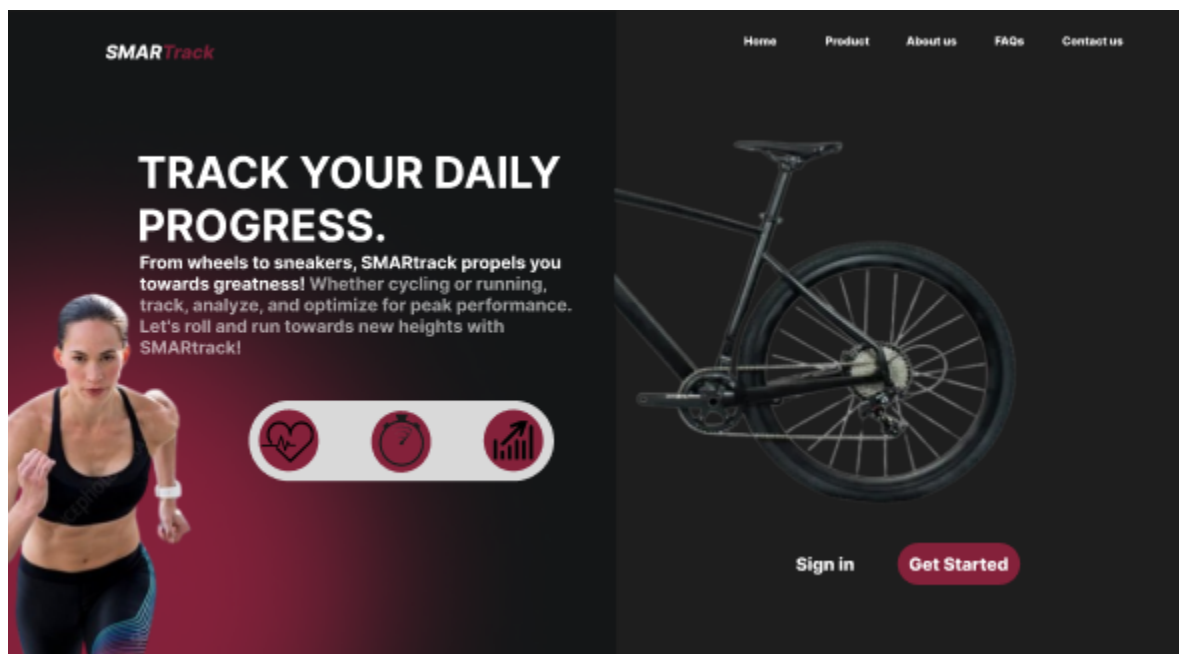 SMARTrack
Home Product About us FAQs Contact us
TRACK YOUR DAILY
PROGRESS.
From wheels to sneakers, SMARtrack propels you
towards greatness! Whether cycling or running,
track, analyze, and optimize for peak performance.
Let's roll and run towards new heights with
SMARtrack!
Sign in Get Started